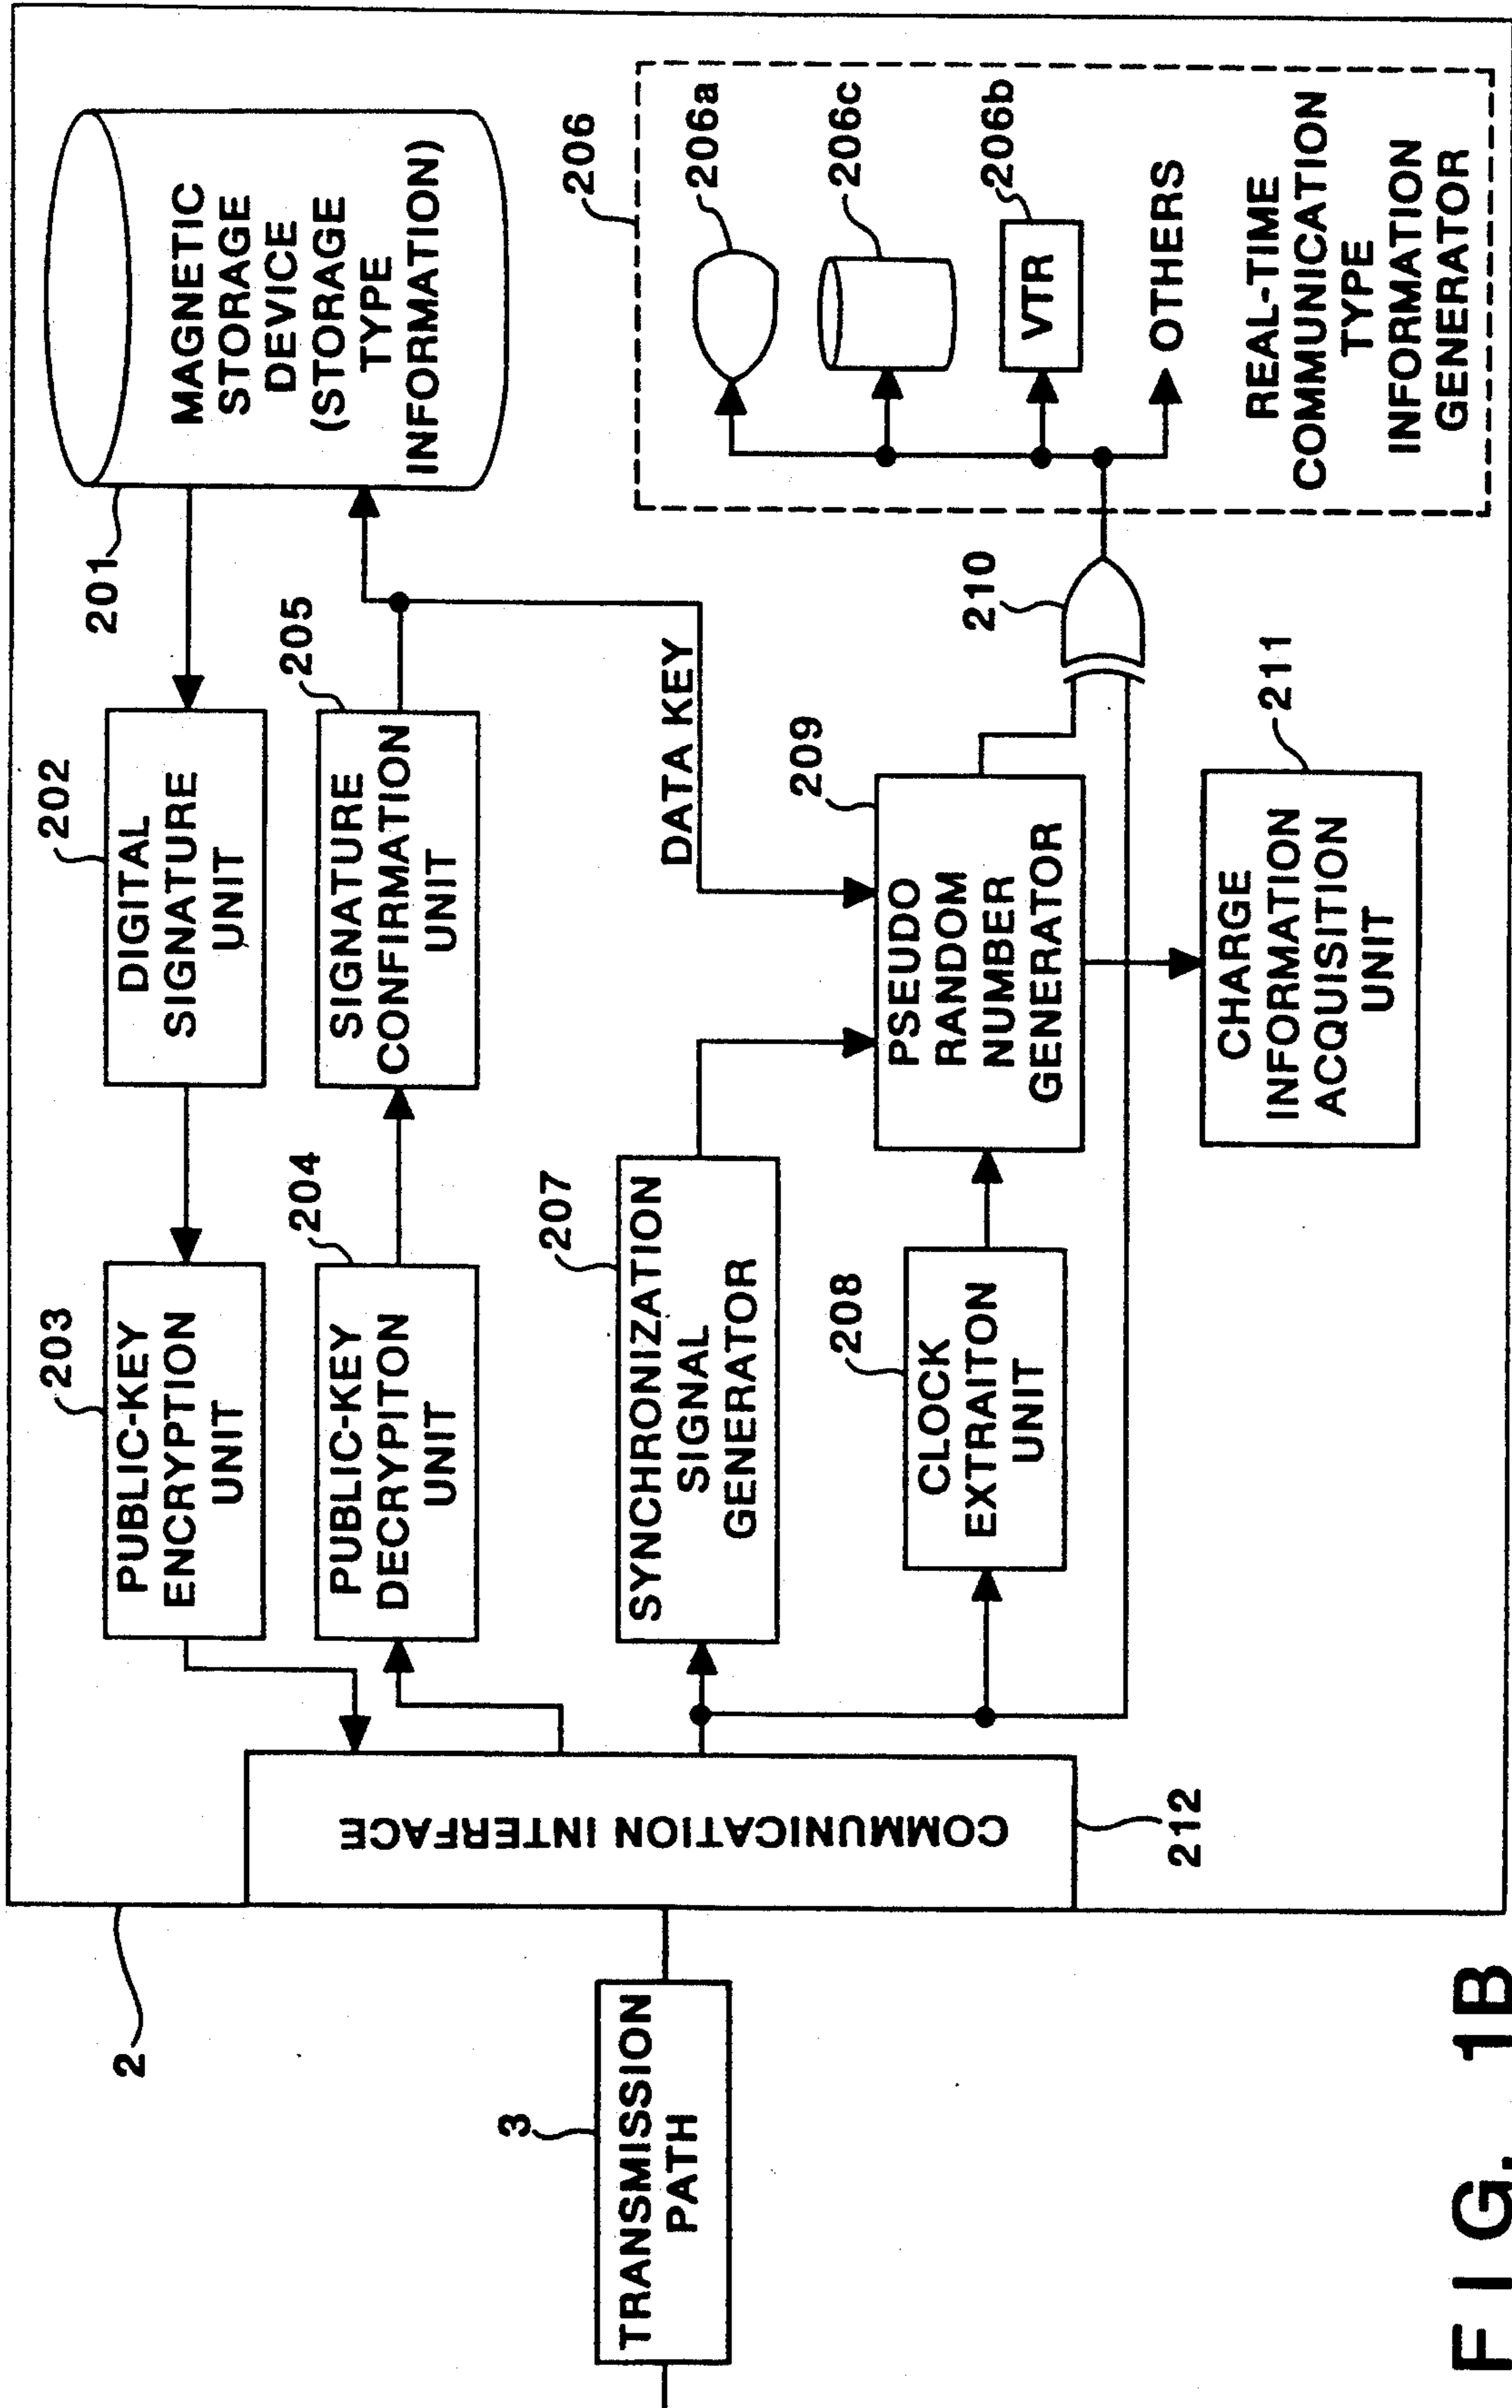 201
MAGNETIC
STORAGE
DEVICE
(STORAGE
TYPE
INFORMATION)
203
PUBLIC-KEY
ENCRYPTION
UNIT
202
DIGITAL
SIGNATURE
UNIT
204
PUBLIC-KEY
DECRYPITON
UNIT
205
SIGNATURE
CONFIRMATION
UNIT
DATA KEY
207
SYNCHRONIZATION
SIGNAL
GENERATOR
208
CLOCK
EXTRAITON
UNIT
209
PSEUDO
RANDOM
NUMBER
GENERATOR
210
211
CHARGE
INFORMATION
ACQUISITION
UNIT
206
206a
206c
206b
VTR
OTHERS
REAL-TIME
COMMUNICATION
TYPE
INFORMATION
GENERATOR
COMMUNICATION INTERFACE
212
2
3
TRANSMISSION
PATH
FIG. 1B